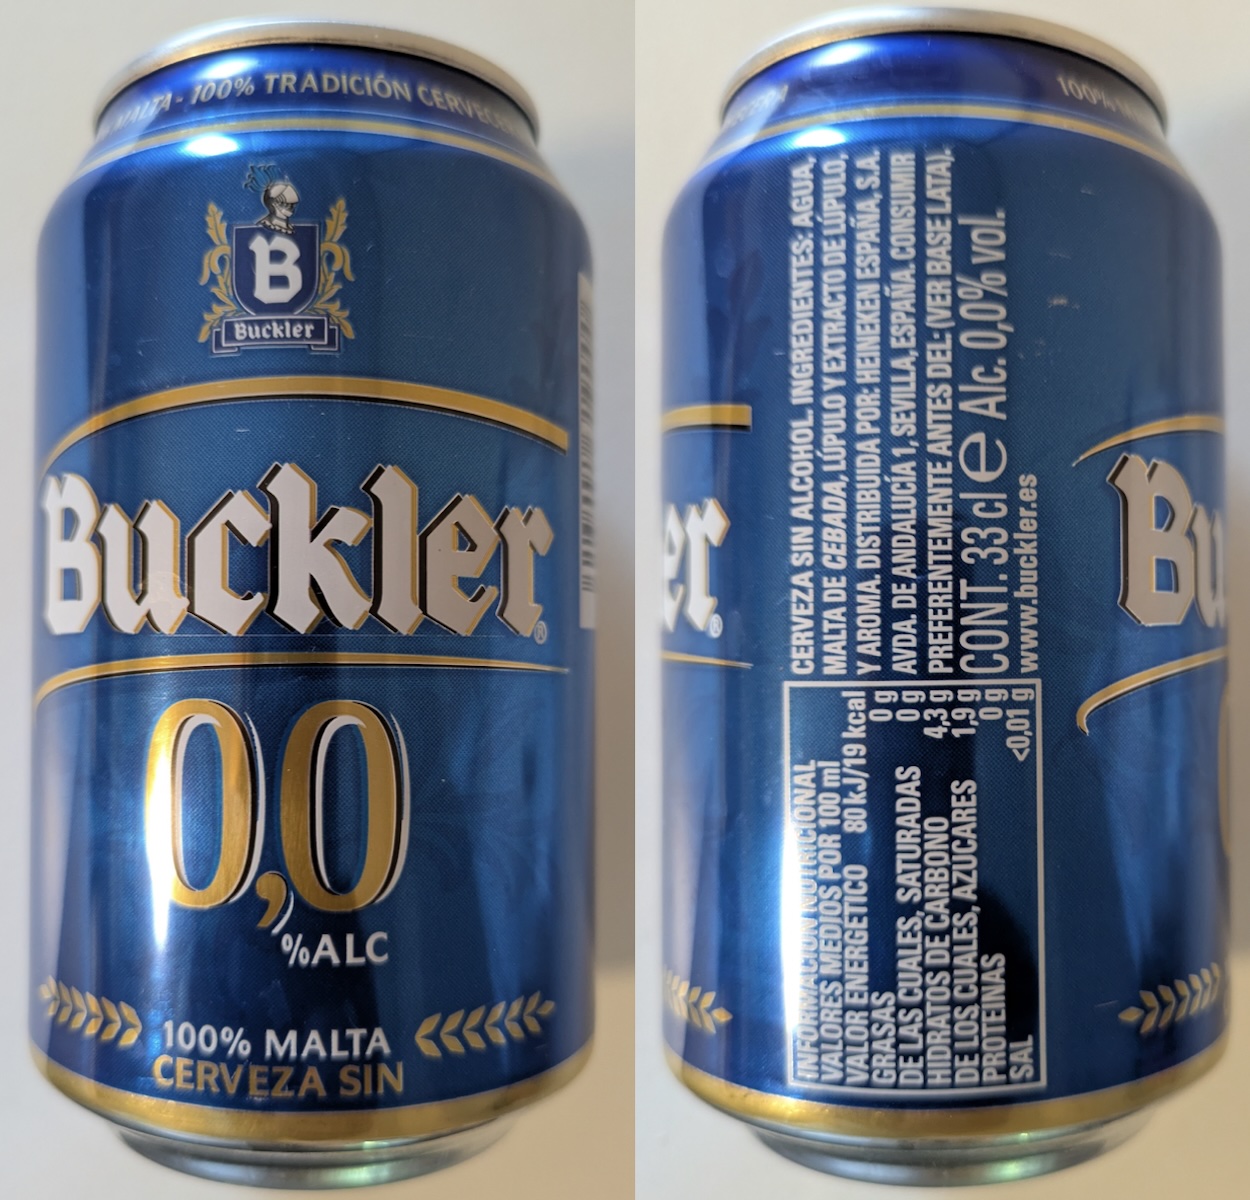 MALTA - 100% TRADICIÓN CERVECE
B
Buckler
Buckler®
0,0
%ALC
100% MALTA
CERVEZA SIN
100%
er®
Bu
CERVEZA SIN ALCOHOL. INGREDIENTES: AGUA,
MALTA DE CEBADA, LÚPULO Y EXTRACTO DE LÚPULO,
Y AROMA. DISTRIBUIDA POR: HEINEKEN ESPAÑA, S.A.
AVDA. DE ANDALUCÍA 1, SEVILLA, ESPAÑA. CONSUMIR
PREFERENTEMENTE ANTES DEL: (VER BASE LATA).
CONT. 33 cl e Alc. 0,0% vol.
www.buckler.es
INFORMACIÓN NUTRICIONAL
VALORES MEDIOS POR 100 ml
VALOR ENERGÉTICO 80 kJ/19 kcal
GRASAS 0 g
DE LAS CUALES, SATURADAS 0 g
HIDRATOS DE CARBONO 4,3 g
DE LOS CUALES, AZÚCARES 1,9 g
PROTEÍNAS 0 g
SAL <0,01 g